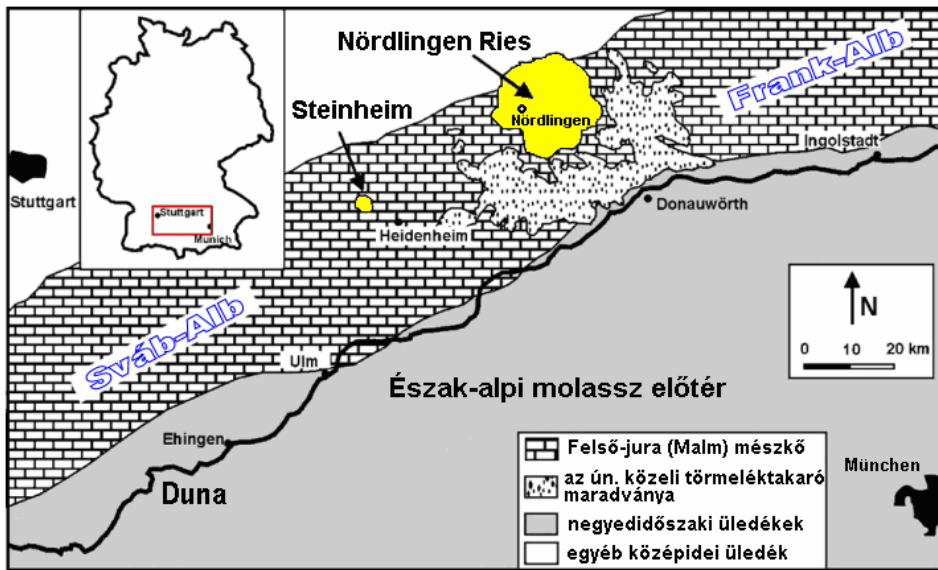 Nördlingen Ries
Frank-Alb
Steinheim
Nördlingen
Ingolstadt
Stuttgart
Stuttgart
Munich
Donauwörth
Heidenheim
N
0 10 20 km
Sváb-Alb
Ulm
Észak-alpi molassz előtér
Ehingen
Duna
Felső-jura (Malm) mészkő
az ún. közeli törmeléktakaró
maradványa
negyedidőszaki üledékek
egyéb középidei üledék
München